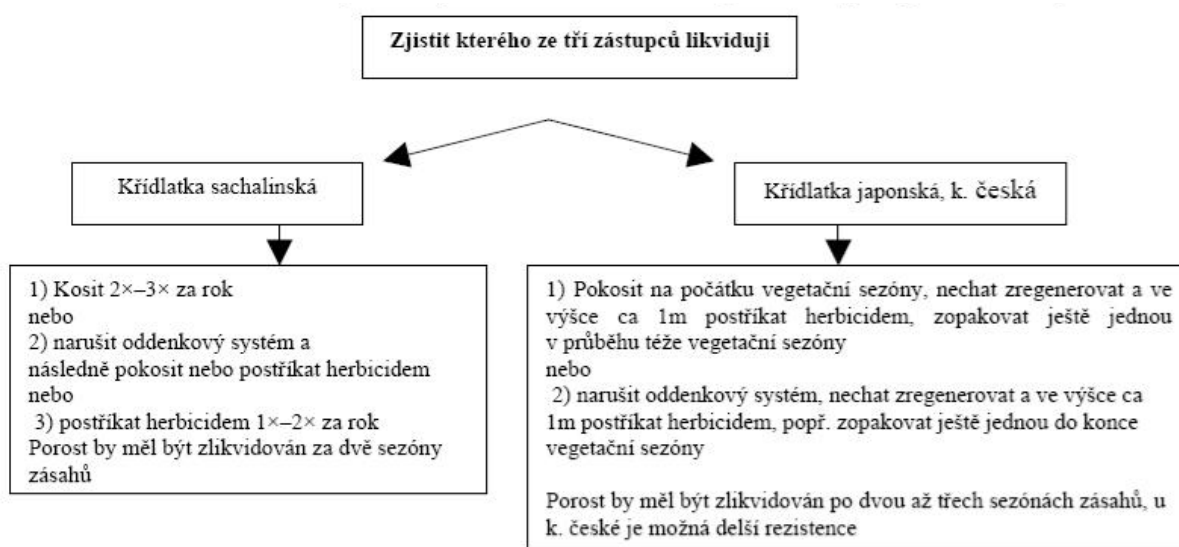 Zjistit kterého ze tří zástupců likviduji
Křídlatka sachalinská
Křídlatka japonská, k. česká
1) Kosit 2×–3× za rok
nebo
2) narušit oddenkový systém a
následně pokosit nebo postříkat herbicidem
nebo
3) postříkat herbicidem 1×–2× za rok
Porost by měl být zlikvidován za dvě sezóny
zásahů
1) Pokosit na počátku vegetační sezóny, nechat zregenerovat a ve
výšce ca 1m postříkat herbicidem, zopakovat ještě jednou
v průběhu téže vegetační sezóny
nebo
2) narušit oddenkový systém, nechat zregenerovat a ve výšce ca
1m postříkat herbicidem, popř. zopakovat ještě jednou do konce
vegetační sezóny
Porost by měl být zlikvidován po dvou až třech sezónách zásahů, u
k. české je možná delší rezistence